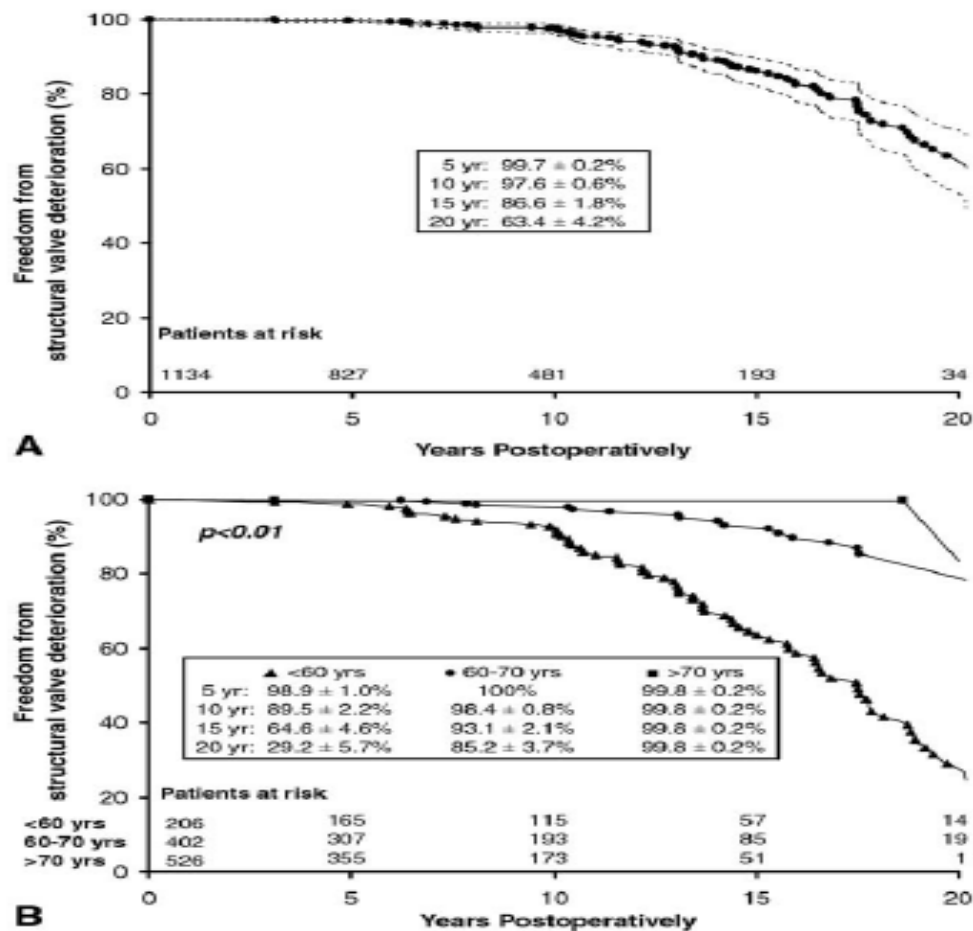 100
80
60
40
20
0
Freedom from
structural valve deterioration (%)
5 yr: 99.7 ± 0.2%
10 yr: 97.6 ± 0.6%
15 yr: 86.6 ± 1.8%
20 yr: 63.4 ± 4.2%
Patients at risk
1134 827 481 193 34
0 5 10 15 20
A Years Postoperatively
100
80
60
40
20
0
Freedom from
structural valve deterioration (%)
p<0.01
▲ <60 yrs ● 60-70 yrs ■ >70 yrs
5 yr: 98.9 ± 1.0% 100% 99.8 ± 0.2%
10 yr: 89.5 ± 2.2% 98.4 ± 0.8% 99.8 ± 0.2%
15 yr: 64.6 ± 4.6% 93.1 ± 2.1% 99.8 ± 0.2%
20 yr: 29.2 ± 5.7% 85.2 ± 3.7% 99.8 ± 0.2%
Patients at risk
<60 yrs 206 165 115 57 14
60-70 yrs 402 307 193 85 19
>70 yrs 526 355 173 51 1
0 5 10 15 20
B Years Postoperatively